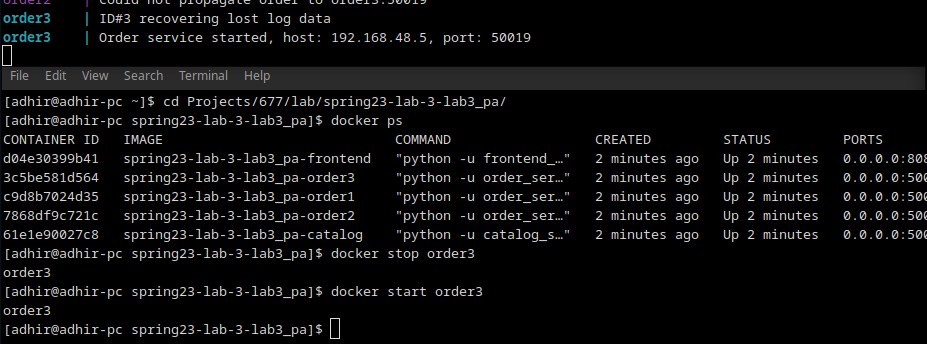 order2 | Could not propagate order to order3:50019
order3 | ID#3 recovering lost log data
order3 | Order service started, host: 192.168.48.5, port: 50019
File Edit View Search Terminal Help
[adhir@adhir-pc ~]$ cd Projects/677/lab/spring23-lab-3-lab3_pa/
[adhir@adhir-pc spring23-lab-3-lab3_pa]$ docker ps
CONTAINER ID IMAGE COMMAND CREATED STATUS PORTS
d04e30399b41 spring23-lab-3-lab3_pa-frontend "python -u frontend_…" 2 minutes ago Up 2 minutes 0.0.0.0:808
3c5be581d564 spring23-lab-3-lab3_pa-order3 "python -u order_ser…" 2 minutes ago Up 2 minutes 0.0.0.0:500
c9d8b7024d35 spring23-lab-3-lab3_pa-order1 "python -u order_ser…" 2 minutes ago Up 2 minutes 0.0.0.0:500
7868df9c721c spring23-lab-3-lab3_pa-order2 "python -u order_ser…" 2 minutes ago Up 2 minutes 0.0.0.0:500
61e1e90027c8 spring23-lab-3-lab3_pa-catalog "python -u catalog_s…" 2 minutes ago Up 2 minutes 0.0.0.0:500
[adhir@adhir-pc spring23-lab-3-lab3_pa]$ docker stop order3
order3
[adhir@adhir-pc spring23-lab-3-lab3_pa]$ docker start order3
order3
[adhir@adhir-pc spring23-lab-3-lab3_pa]$